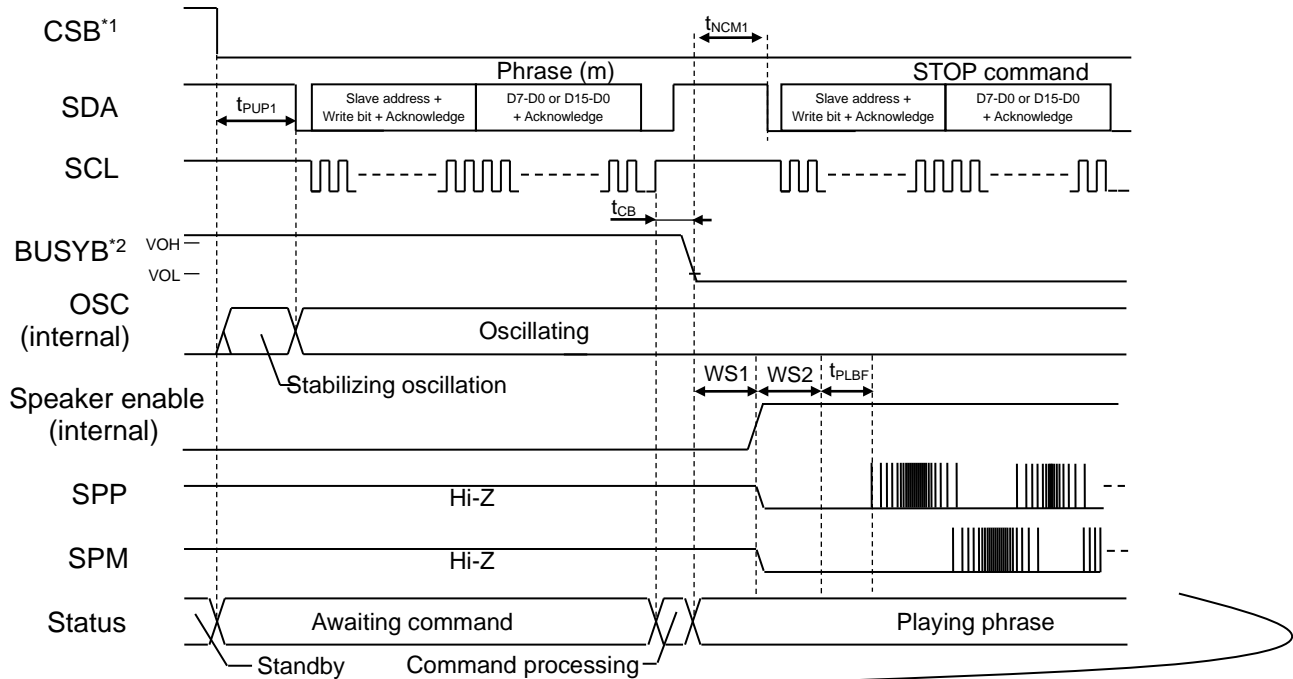 CSB*1
tNCM1
Phrase (m)
STOP command
SDA
tPUP1
Slave address +
Write bit + Acknowledge
D7-D0 or D15-D0
+ Acknowledge
Slave address +
Write bit + Acknowledge
D7-D0 or D15-D0
+ Acknowledge
SCL
tCB
BUSYB*2
VOH
VOL
OSC
(internal)
Oscillating
Stabilizing oscillation
WS1
WS2
tPLBF
Speaker enable
(internal)
SPP
Hi-Z
SPM
Hi-Z
Status
Awaiting command
Playing phrase
Standby
Command processing